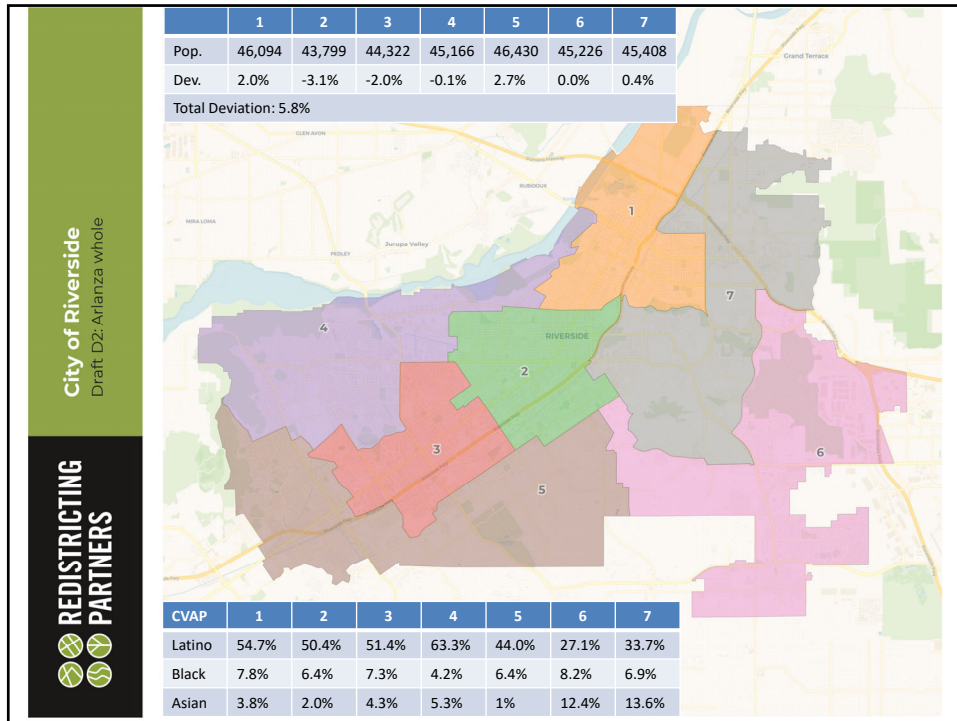 1 2 3 4 5 6 7
Pop. 46,094 43,799 44,322 45,166 46,430 45,226 45,408
Dev. 2.0% -3.1% -2.0% -0.1% 2.7% 0.0% 0.4%
Total Deviation: 5.8%
City of Riverside
Draft D2: Arlanza whole
REDISTRICTING
PARTNERS
Grand Terrace
GLEN AVON
RUBIDOUX
MIRA LOMA
Jurupa Valley
PEDLEY
1
7
4
RIVERSIDE
2
3
6
5
CVAP 1 2 3 4 5 6 7
Latino 54.7% 50.4% 51.4% 63.3% 44.0% 27.1% 33.7%
Black 7.8% 6.4% 7.3% 4.2% 6.4% 8.2% 6.9%
Asian 3.8% 2.0% 4.3% 5.3% 1% 12.4% 13.6%